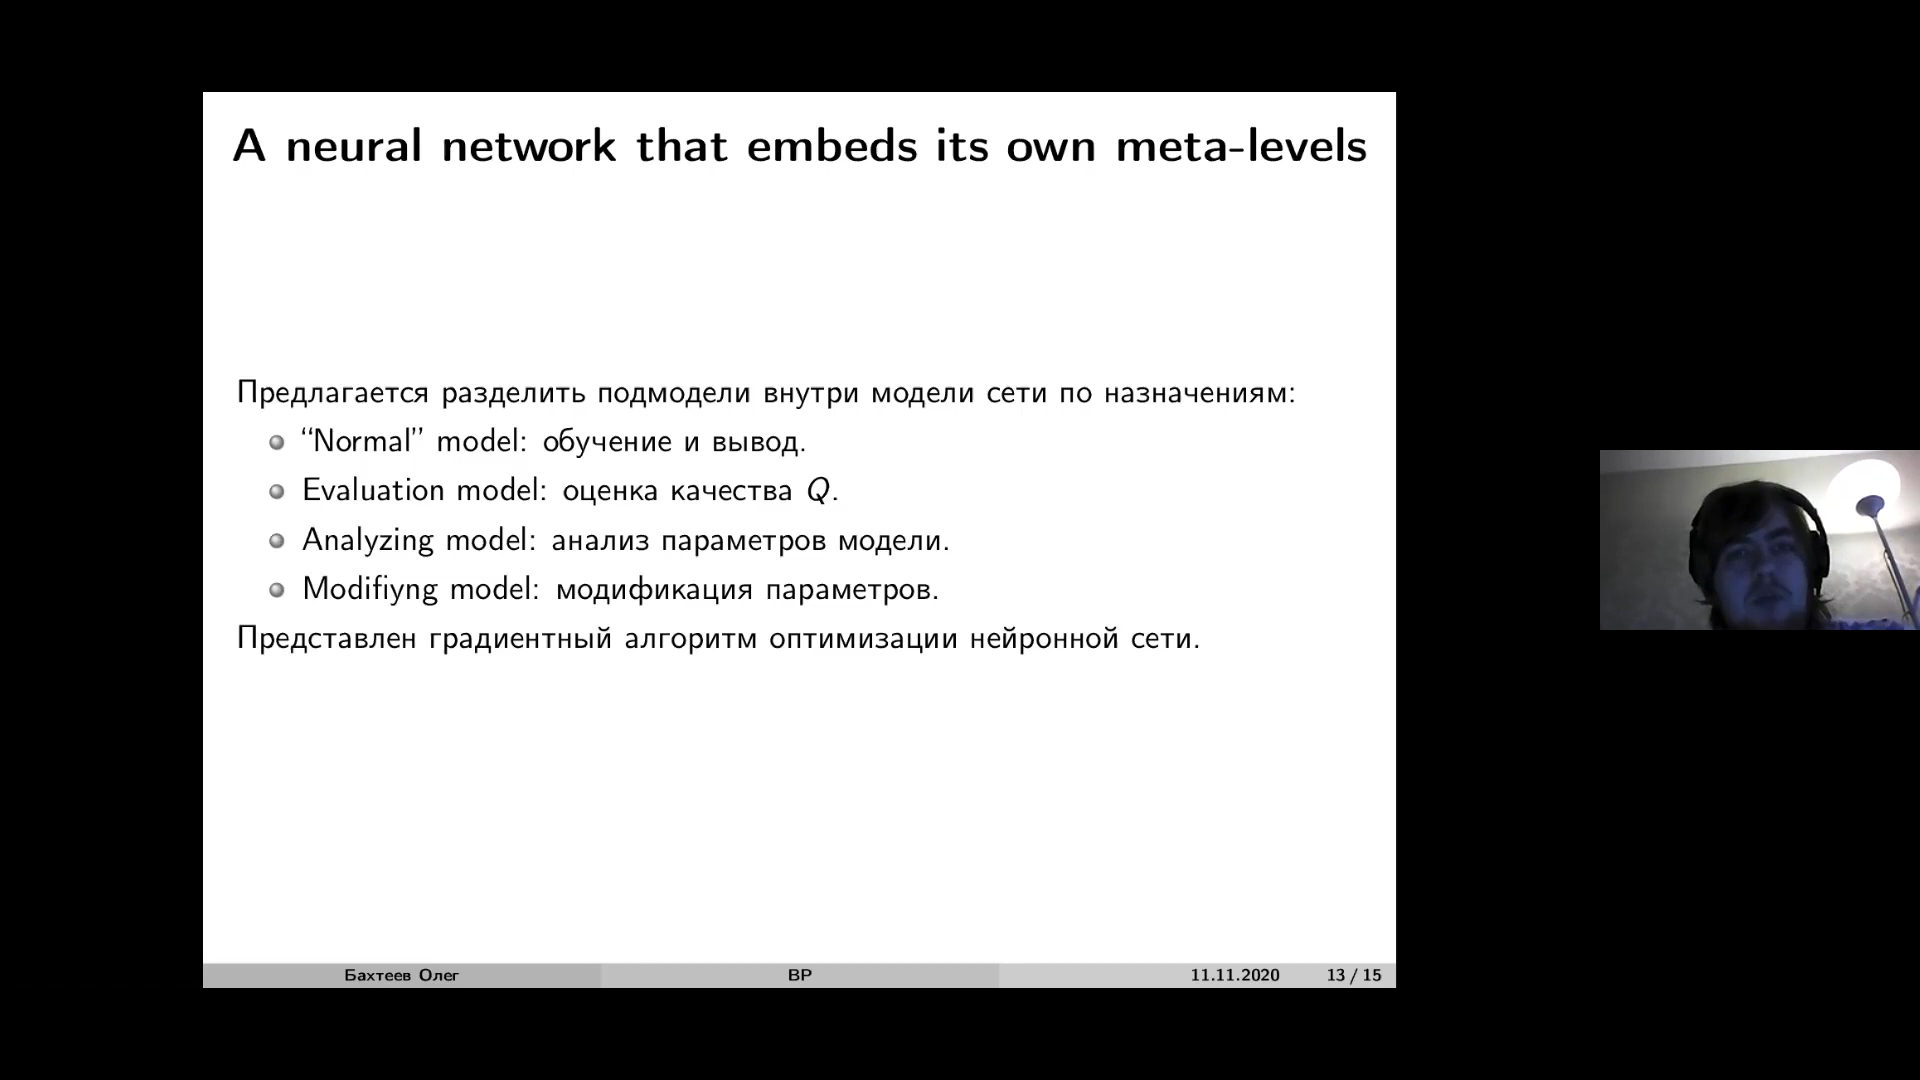 A neural network that embeds its own meta-levels
Предлагается разделить подмодели внутри модели сети по назначениям:
“Normal” model: обучение и вывод.
Evaluation model: оценка качества Q.
Analyzing model: анализ параметров модели.
Modifiyng model: модификация параметров.
Представлен градиентный алгоритм оптимизации нейронной сети.
Бахтеев Олег ВР 11.11.2020 13 / 15